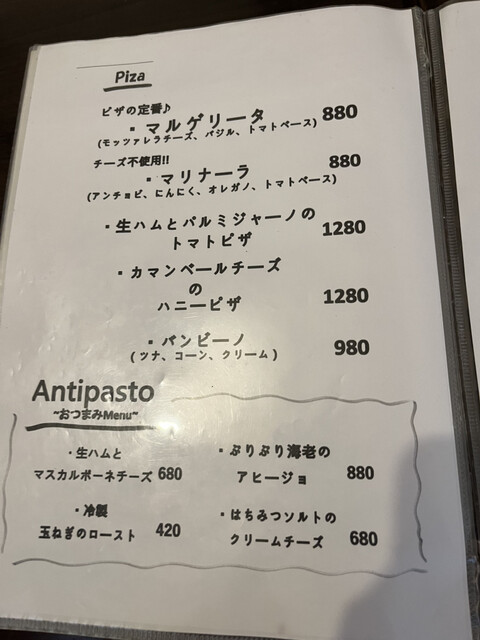 Piza
ピザの定番♪
・マルゲリータ 880
(モッツァレラチーズ、バジル、トマトベース)
チーズ不使用!!
・マリナーラ 880
(アンチョビ、にんにく、オレガノ、トマトベース)
・生ハムとパルミジャーノの
トマトピザ 1280
・カマンベールチーズ
の
ハニーピザ 1280
・バンビーノ 980
(ツナ、コーン、クリーム)
Antipasto
~おつまみMenu~
・生ハムと
マスカルポーネチーズ 680
・ぷりぷり海老の
アヒージョ 880
・冷製
玉ねぎのロースト 420
・はちみつソルトの
クリームチーズ 680